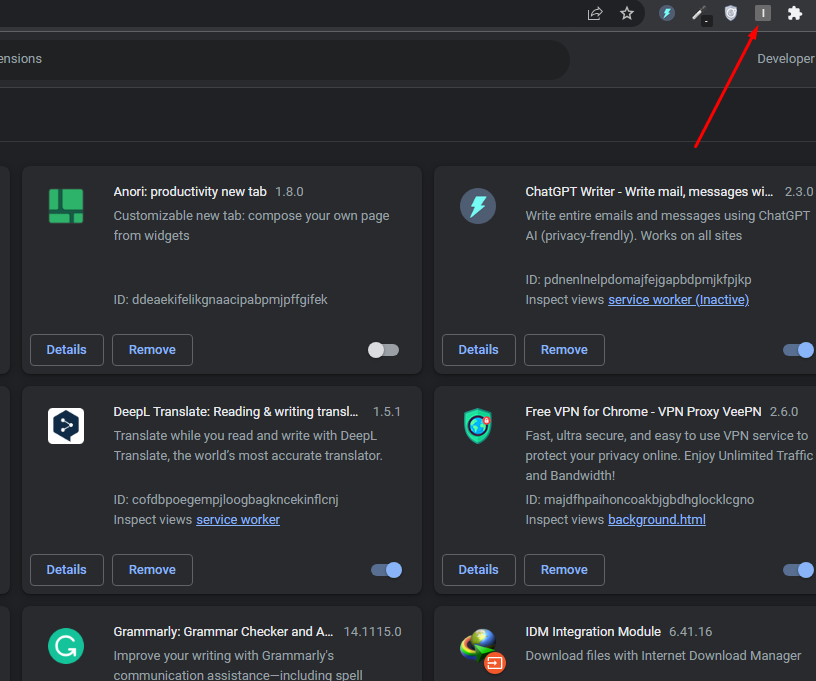 I
ensions
Developer
Anori: productivity new tab 1.8.0
Customizable new tab: compose your own page
from widgets
ID: ddeaekifelikgnaacipabpmjpffgifek
Details
Remove
ChatGPT Writer - Write mail, messages wi... 2.3.0
Write entire emails and messages using ChatGPT
AI (privacy-frendly). Works on all sites
ID: pdnenlnelpdomajfejgapbdpmjkfpjkp
Inspect views service worker (Inactive)
Details
Remove
DeepL Translate: Reading & writing transl... 1.5.1
Translate while you read and write with DeepL
Translate, the world’s most accurate translator.
ID: cofdbpoegempjloogbagkncekinflcnj
Inspect views service worker
Details
Remove
Free VPN for Chrome - VPN Proxy VeePN 2.6.0
Fast, ultra secure, and easy to use VPN service to
protect your privacy online. Enjoy Unlimited Traffic
and Bandwidth!
ID: majdfhpaihoncoakbjgbdhglocklcgno
Inspect views background.html
Details
Remove
Grammarly: Grammar Checker and A... 14.1115.0
Improve your writing with Grammarly's
communication assistance—including spell
IDM Integration Module 6.41.16
Download files with Internet Download Manager